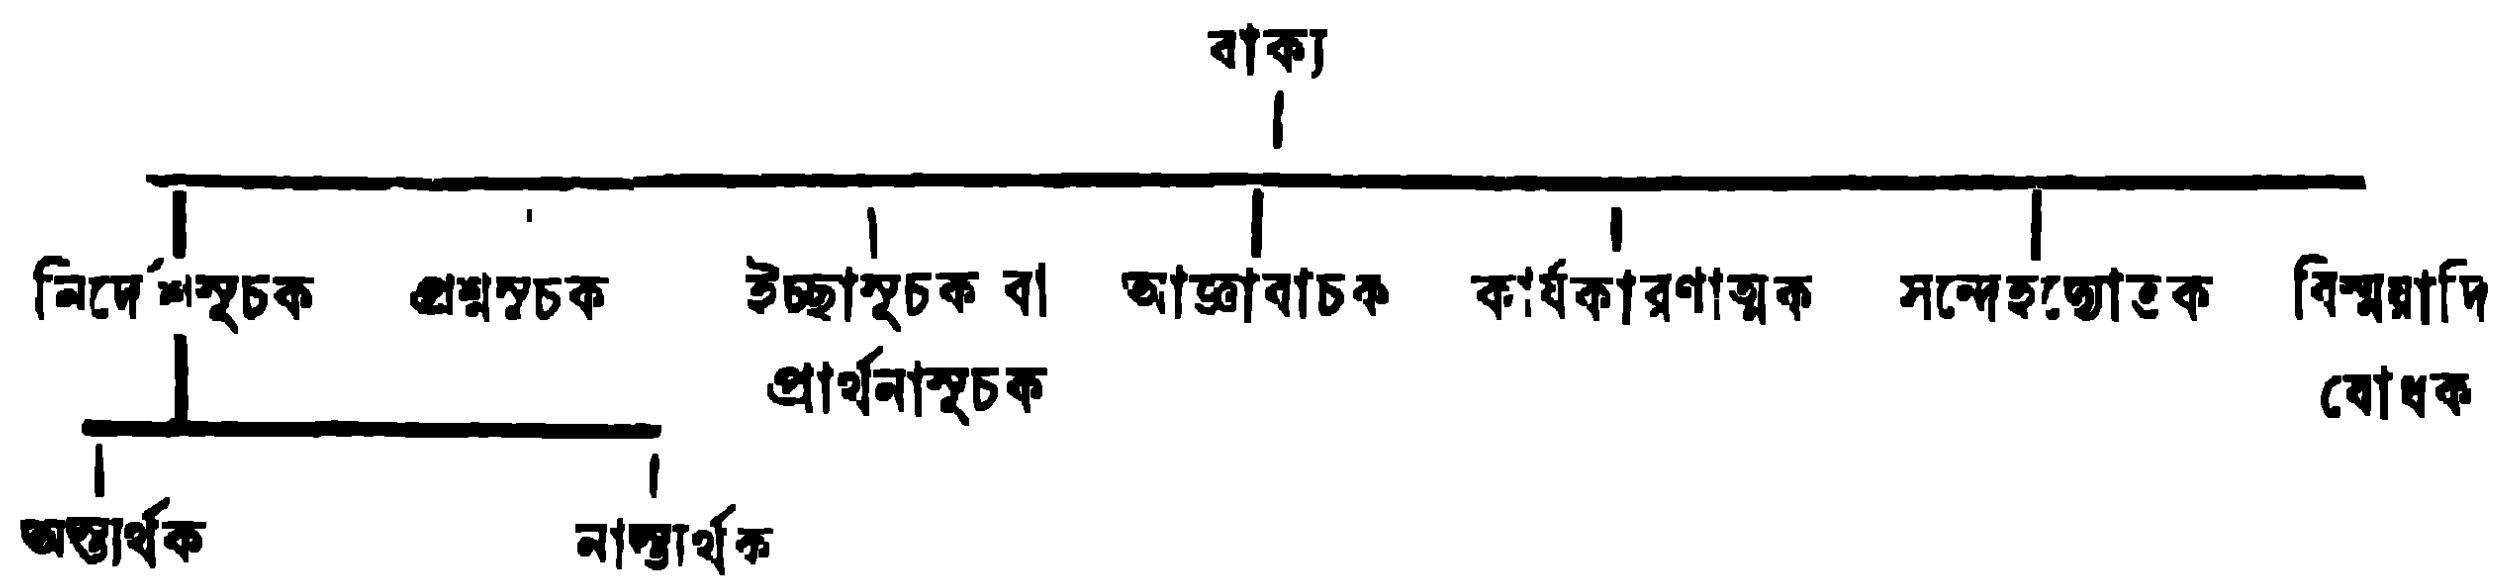 বাক্য
নির্দেশসূচক প্রশ্নসূচক ইচ্ছাসূচক বা আজ্ঞাবাচক কার্যকারণাত্মক সন্দেহদ্যোতক বিস্ময়াদি
প্রার্থনাসূচক বোধক
অস্ত্যর্থক নাস্ত্যর্থক